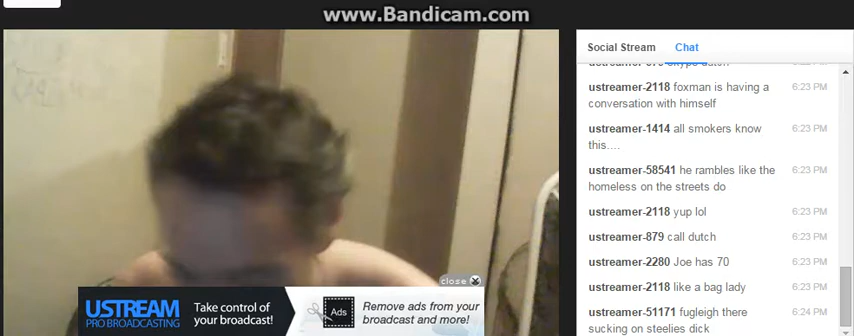 www.Bandicam.com
Social Stream Chat
ustreamer-2118 foxman is having a 6:23 PM
conversation with himself
ustreamer-1414 all smokers know 6:23 PM
this....
ustreamer-58541 he rambles like the 6:23 PM
homeless on the streets do
ustreamer-2118 yup lol 6:23 PM
ustreamer-879 call dutch 6:23 PM
ustreamer-2280 Joe has 70 6:23 PM
ustreamer-2118 like a bag lady 6:23 PM
ustreamer-51171 fugleigh there 6:24 PM
sucking on steelies dick
close
USTREAM
PRO BROADCASTING
Take control of
your broadcast!
Ads
Remove ads from your
broadcast and more!